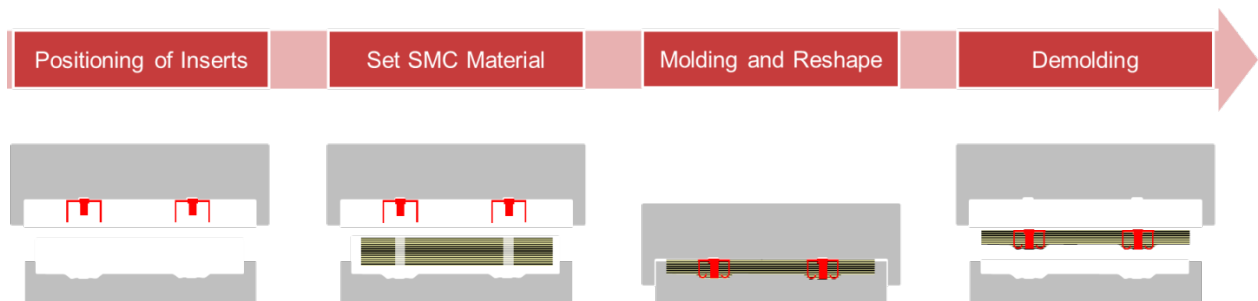 Positioning of Inserts
Set SMC Material
Molding and Reshape
Demolding